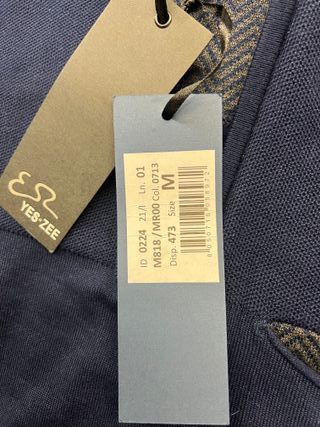 YES-ZEE
ID 0224 21/I Ln. 01
M818 / MR00 Col. 0713
Disp. 473 Size M